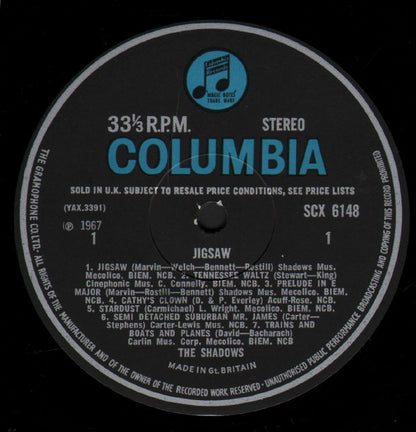 MAGIC NOTES
TRADE MARK
33⅓ R.P.M. STEREO
COLUMBIA
SOLD IN U.K. SUBJECT TO RESALE PRICE CONDITIONS, SEE PRICE LISTS
(YAX.3391) SCX 6148
℗ 1967
1 1
JIGSAW
1. JIGSAW (Marvin—Welch—Bennett—Rostill) Shadows Mus.
Mecolico. BIEM. NCB. 2. TENNESSEE WALTZ (Stewart—King)
Cinephonic Mus. C. Connelly. BIEM. NCB. 3. PRELUDE IN E
MAJOR (Marvin—Rostill—Bennett) Shadows Mus. Mecolico. BIEM.
NCB. 4. CATHY'S CLOWN (D. & P. Everley) Acuff-Rose. NCB.
5. STARDUST (Carmichael) L. Wright. Mecolico. BIEM. NCB.
6. SEMI DETACHED SUBURBAN MR. JAMES (Carter—
Stephens) Carter-Lewis Mus. NCB. 7. TRAINS AND
BOATS AND PLANES (David—Bacharach)
Carlin Mus. Corp. Mecolico. BIEM. NCB
THE SHADOWS
MADE IN Gt. BRITAIN
THE GRAMOPHONE CO. LTD. · ALL RIGHTS OF THE MANUFACTURER AND OF THE OWNER OF THE RECORDED WORK RESERVED · UNAUTHORISED PUBLIC PERFORMANCE BROADCASTING AND COPYING OF THIS RECORD PROHIBITED